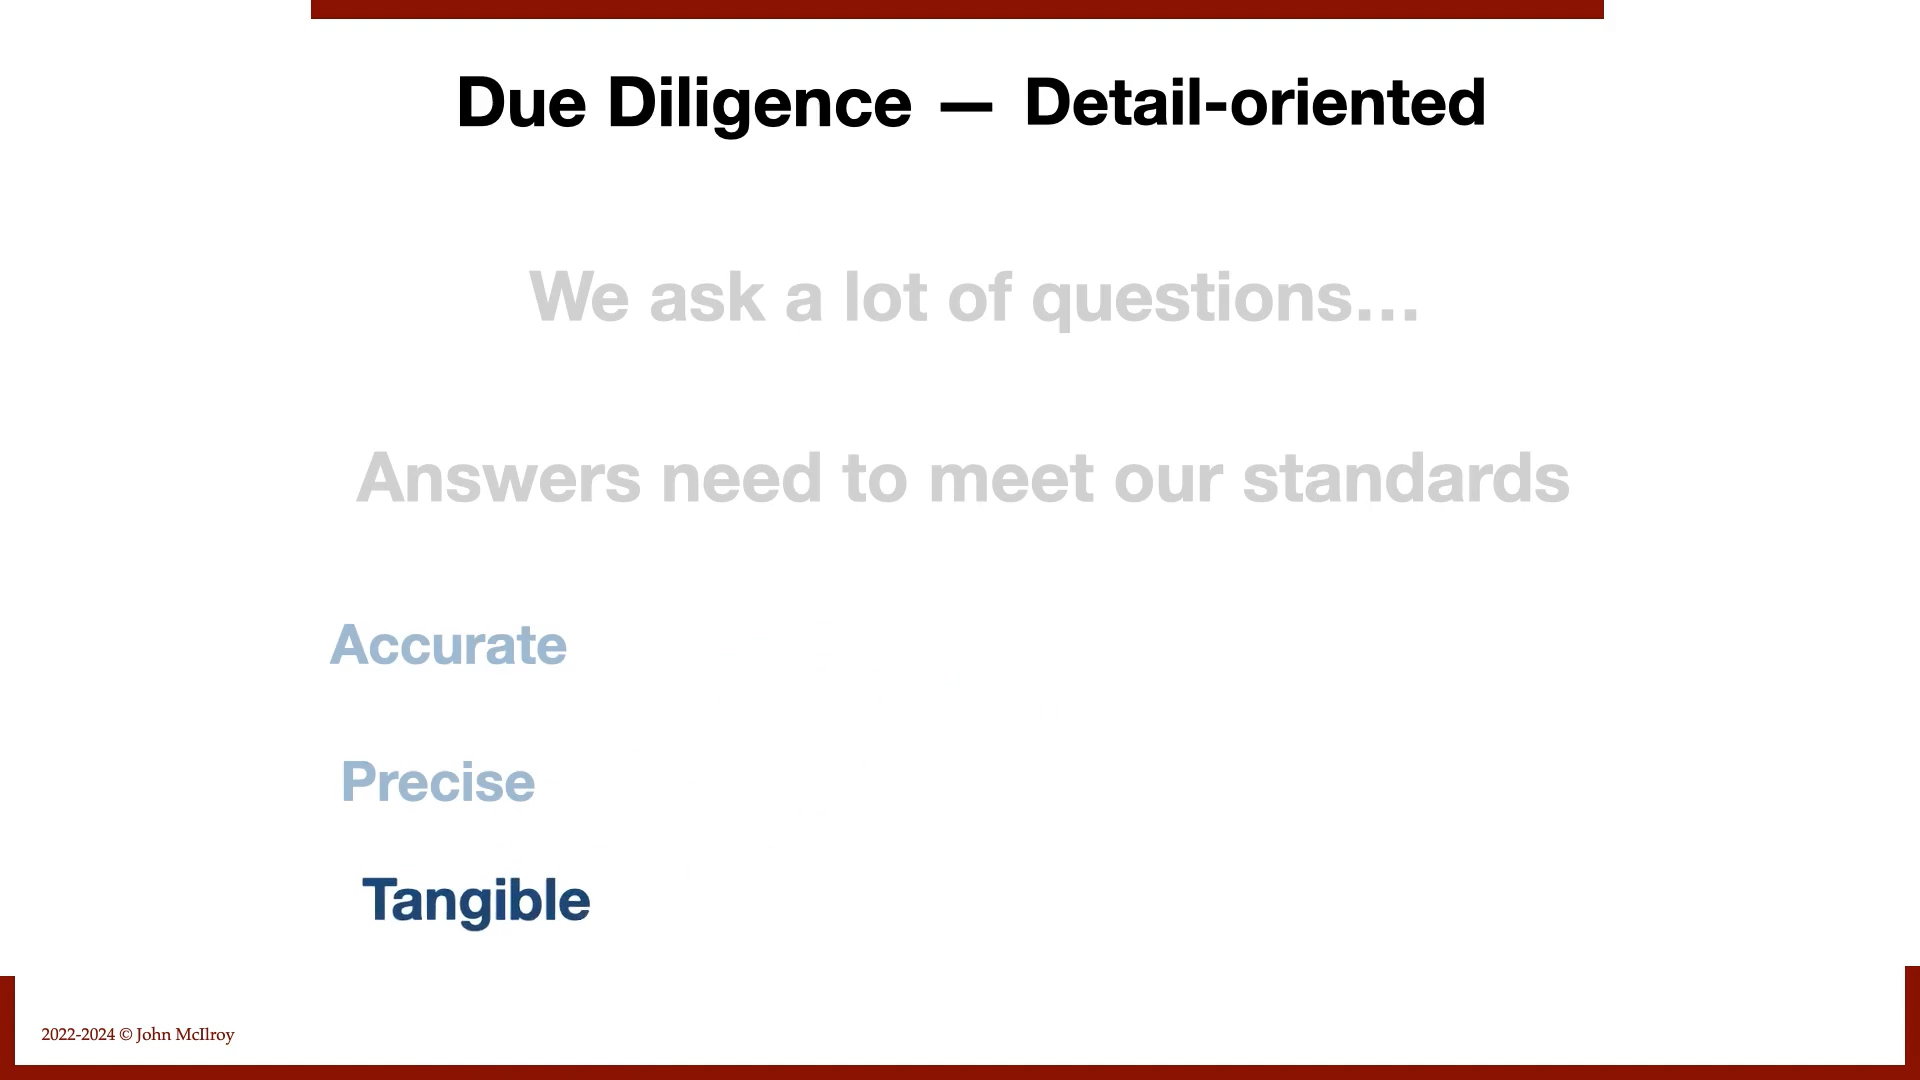 Due Diligence — Detail-oriented
We ask a lot of questions...
Answers need to meet our standards
Accurate
Precise
Tangible
2022-2024 © John McIlroy